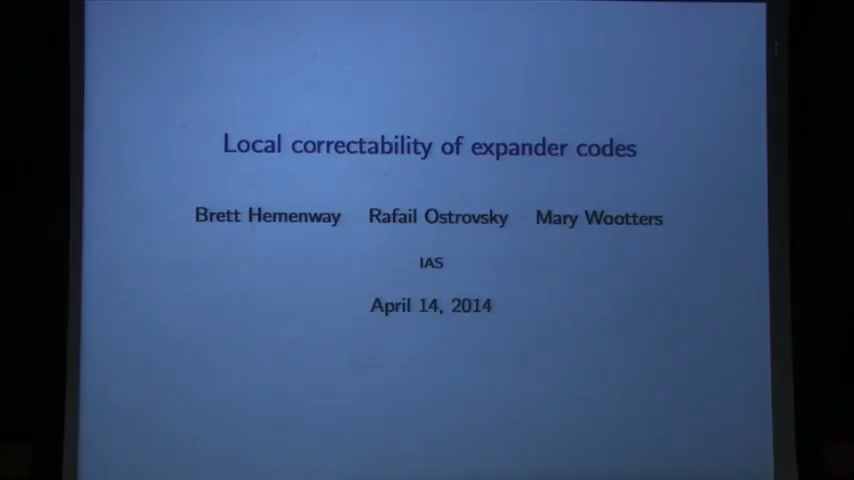 Local correctability of expander codes
Brett Hemenway Rafail Ostrovsky Mary Wootters
IAS
April 14, 2014